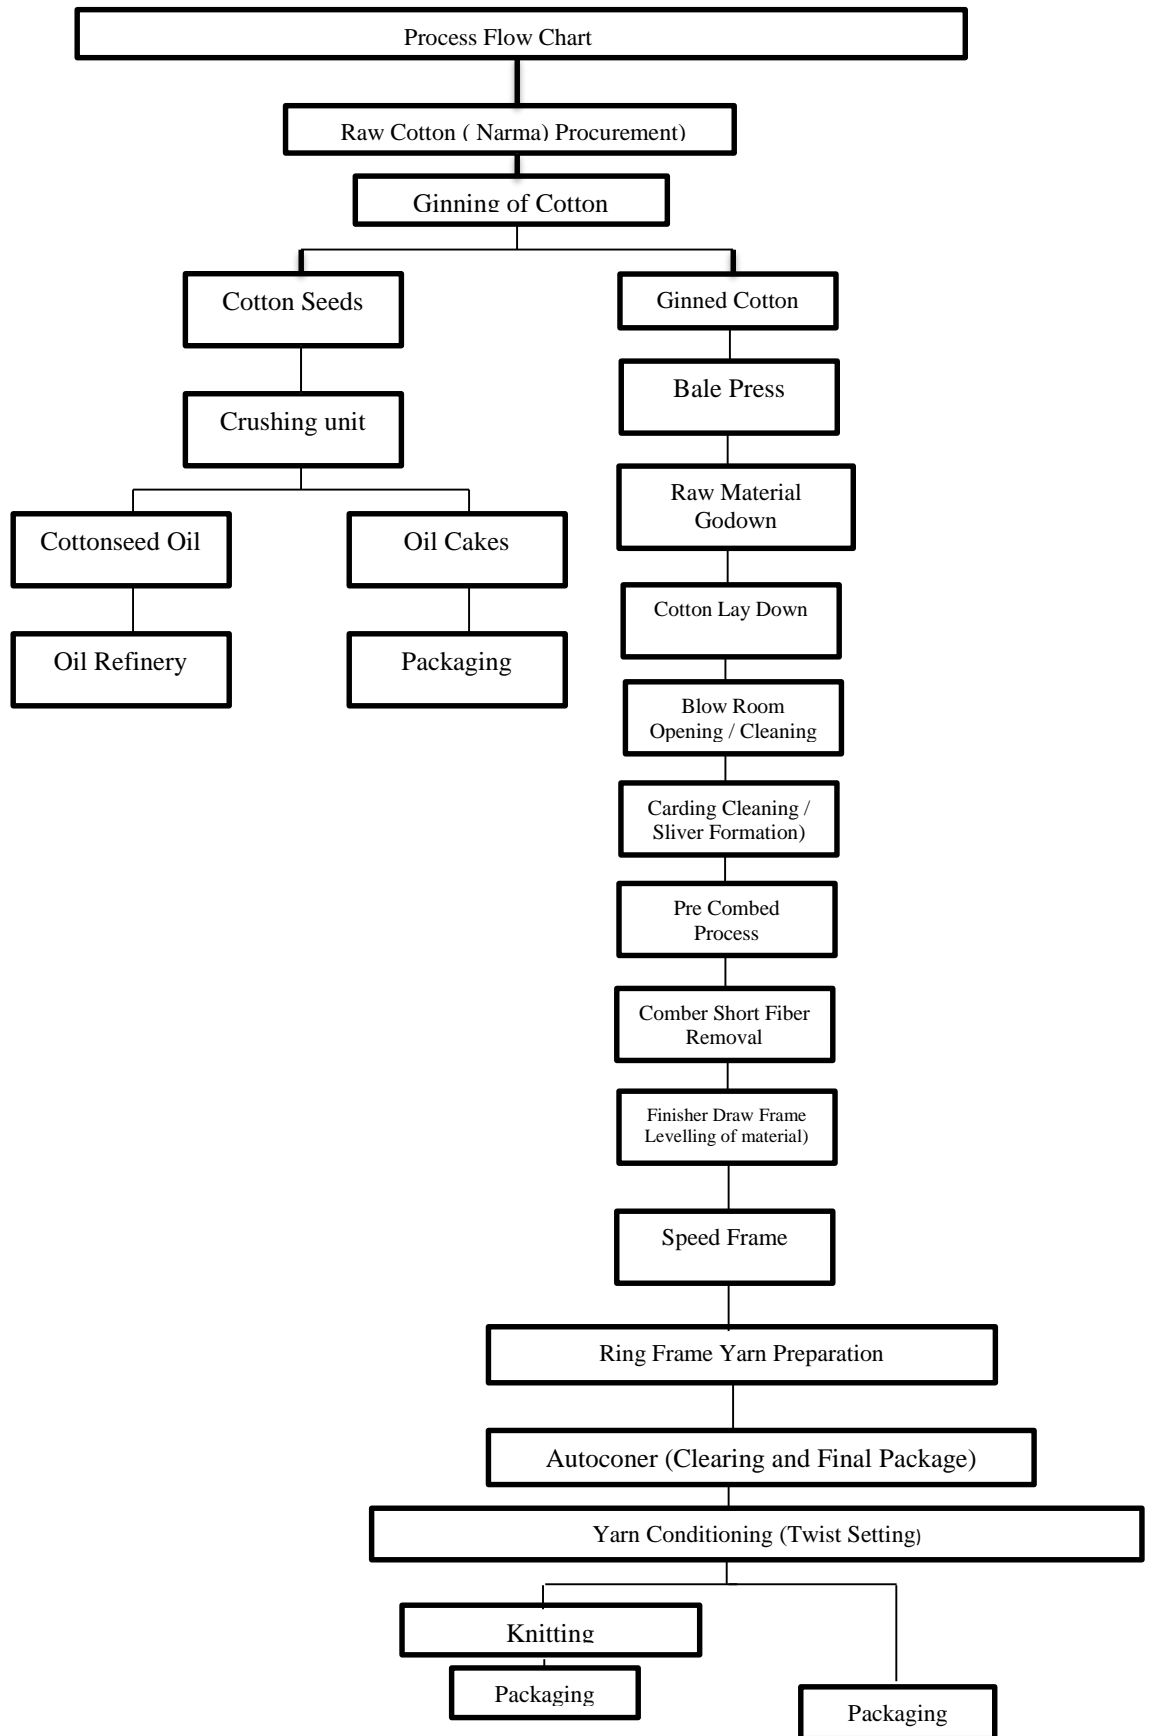 Process Flow Chart
Raw Cotton ( Narma) Procurement)
Ginning of Cotton
Cotton Seeds
Ginned Cotton
Crushing unit
Bale Press
Cottonseed Oil
Oil Cakes
Raw Material
Godown
Oil Refinery
Packaging
Cotton Lay Down
Blow Room
Opening / Cleaning
Carding Cleaning /
Sliver Formation)
Pre Combed
Process
Comber Short Fiber
Removal
Finisher Draw Frame
Levelling of material)
Speed Frame
Ring Frame Yarn Preparation
Autoconer (Clearing and Final Package)
Yarn Conditioning (Twist Setting)
Knitting
Packaging
Packaging